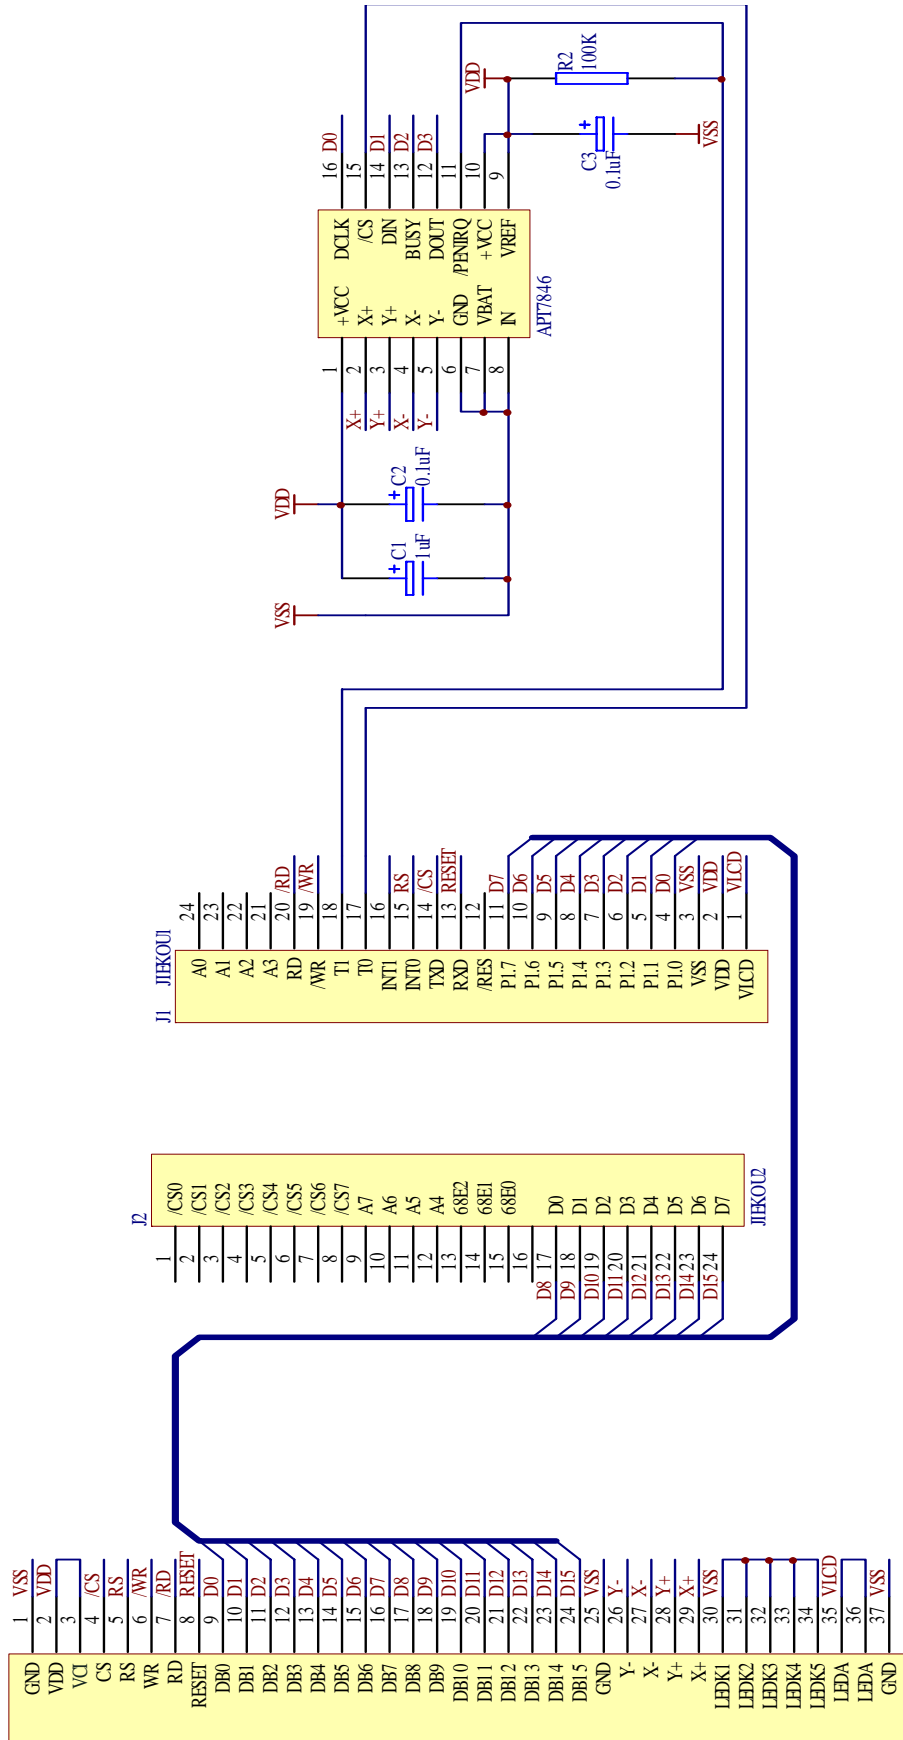 R2
100K
VDD
C3
0.1uF
VSS
16 D0
15
14 D1
13 D2
12 D3
11
10
9
DCLK
/CS
DIN
BUSY
DOUT
/PENIRQ
+VCC
VREF
+VCC
X+
Y+
X-
Y-
GND
VBAT
IN
API7846
1
2 X+
3 Y+
4 X-
5 Y-
6
7
8
VDD
C2
0.1uF
C1
1uF
VSS
J1 JIEKOU1
24 A0
23 A1
22 A2
21 A3
20 RD /RD
19 /WR /WR
18 T1
17 T0
16 INT1
15 INT0 RS
14 TXD /CS
13 RXD RESET
12 /RES
11 P1.7 D7
10 P1.6 D6
9 P1.5 D5
8 P1.4 D4
7 P1.3 D3
6 P1.2 D2
5 P1.1 D1
4 P1.0 D0
3 VSS VSS
2 VDD VDD
1 VLCD VLCD
J2
JIEKOU2
1 /CS0
2 /CS1
3 /CS2
4 /CS3
5 /CS4
6 /CS5
7 /CS6
8 /CS7
9 A7
10 A6
11 A5
12 A4
13 68E2
14 68E1
15 68E0
16
17 D0 D8
18 D1 D9
19 D2 D10
20 D3 D11
21 D4 D12
22 D5 D13
23 D6 D14
24 D7 D15
1 GND VSS
2 VDD VDD
3 VCI
4 CS /CS
5 RS RS
6 WR /WR
7 RD /RD
8 RESET RESET
9 DB0 D0
10 DB1 D1
11 DB2 D2
12 DB3 D3
13 DB4 D4
14 DB5 D5
15 DB6 D6
16 DB7 D7
17 DB8 D8
18 DB9 D9
19 DB10 D10
20 DB11 D11
21 DB12 D12
22 DB13 D13
23 DB14 D14
24 DB15 D15
25 GND VSS
26 Y- Y-
27 X- X-
28 Y+ Y+
29 X+ X+
30 LEDK1 VSS
31 LEDK2
32 LEDK3
33 LEDK4
34 LEDK5
35 LEDA VLCD
36 LEDA
37 GND VSS